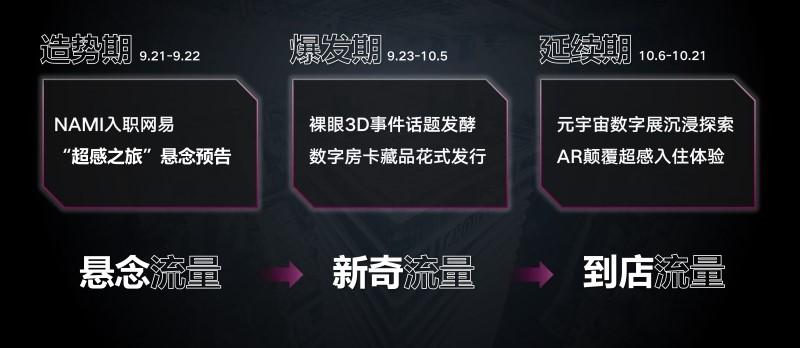 造势期 9.21-9.22
NAMI入职网易
“超感之旅”悬念预告
悬念流量
爆发期 9.23-10.5
裸眼3D事件话题发酵
数字房卡藏品花式发行
新奇流量
延续期 10.6-10.21
元宇宙数字展沉浸探索
AR颠覆超感入住体验
到店流量